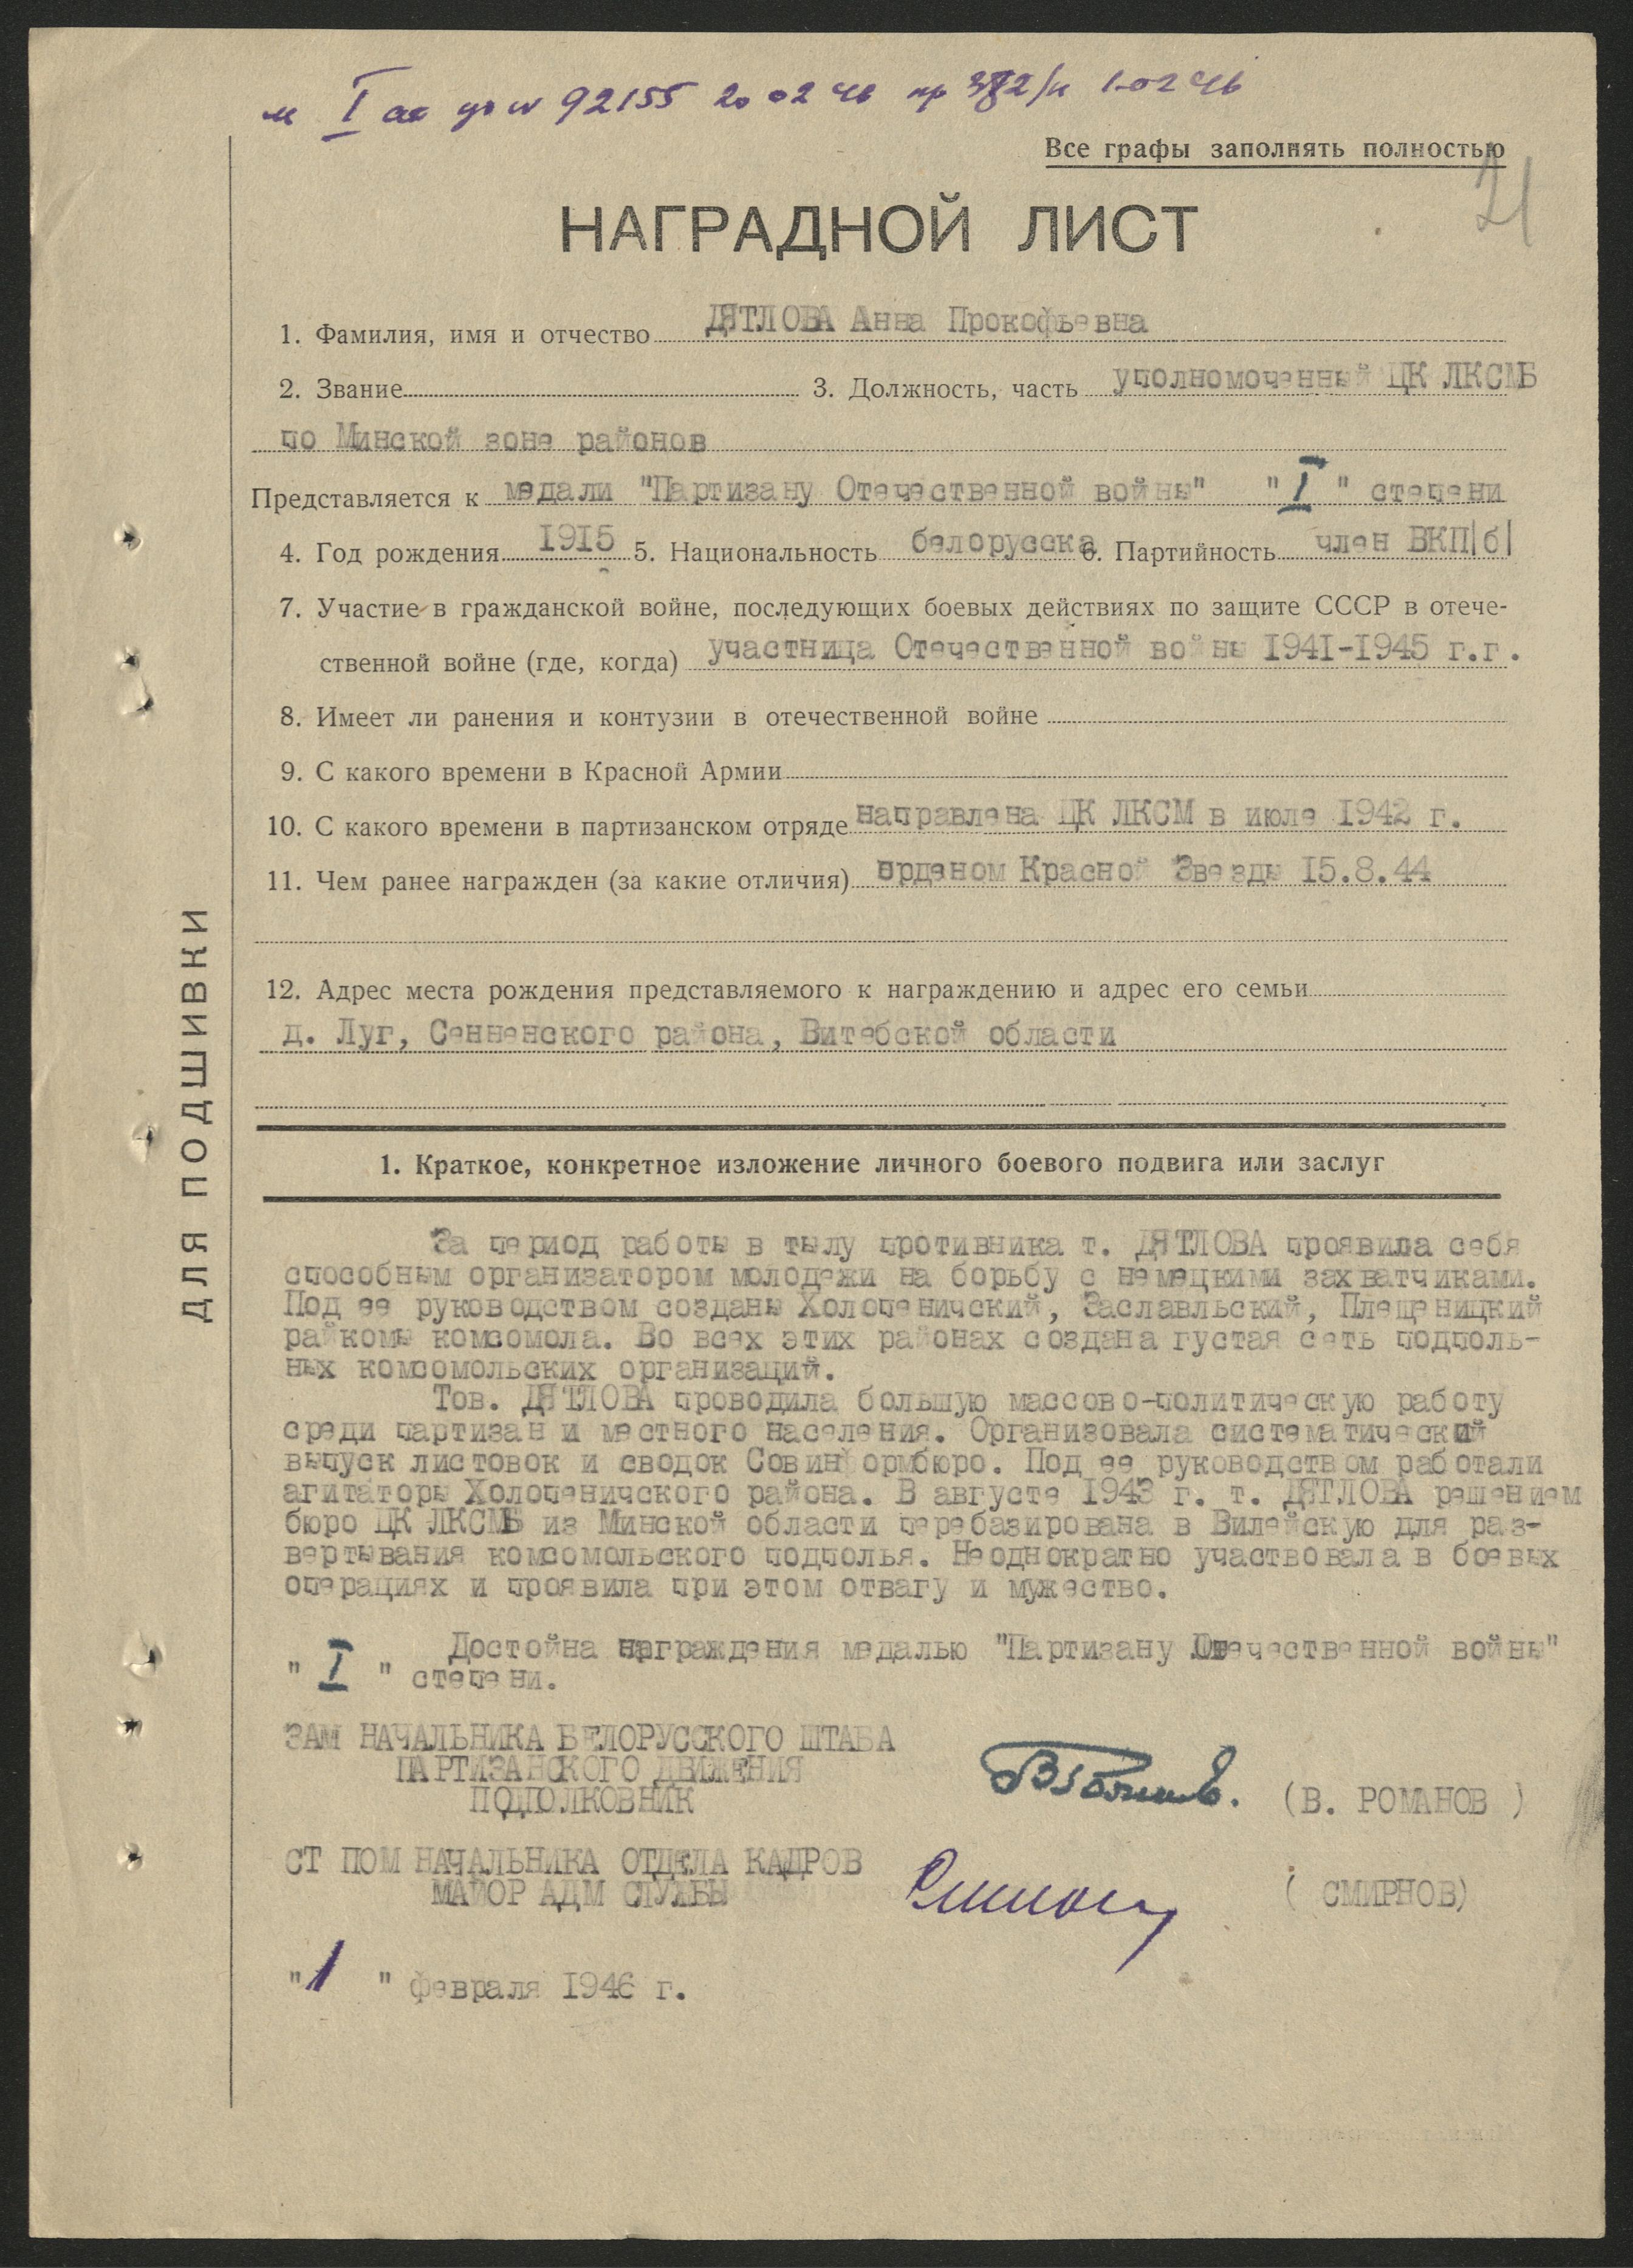 м I ст уд № 92155 20 02 46 пр 382/н 1-02 46
Все графы заполнять полностью
21
НАГРАДНОЙ ЛИСТ
1. Фамилия, имя и отчество ДЯТЛОВА Анна Прокофьевна
2. Звание 3. Должность, часть уполномоченный ЦК ЛКСМБ
по Минской зоне районов
Представляется к медали "Партизану Отечественной войны" "I" степени
4. Год рождения 1915 5. Национальность белорусска 6. Партийность член ВКП|б|
7. Участие в гражданской войне, последующих боевых действиях по защите СССР в отече-
ственной войне (где, когда) участница Отечественной войны 1941-1945 г.г.
8. Имеет ли ранения и контузии в отечественной войне
9. С какого времени в Красной Армии
10. С какого времени в партизанском отряде направлена ЦК ЛКСМ в июле 1942 г.
11. Чем ранее награжден (за какие отличия) орденом Красной Звезды 15.8.44
12. Адрес места рождения представляемого к награждению и адрес его семьи
д. Луг, Сенненского района, Витебской области
ДЛЯ ПОДШИВКИ
1. Краткое, конкретное изложение личного боевого подвига или заслуг
За период работы в тылу противника т. ДЯТЛОВА проявила себя
способным организатором молодежи на борьбу с немецкими захватчиками.
Под ее руководством созданы Холопеничский, Заславльский, Плещеницкий
райкомы комсомола. Во всех этих районах создана густая сеть подполь-
ных комсомольских организаций.
Тов. ДЯТЛОВА проводила большую массово-политическую работу
среди партизан и местного населения. Организовала систематический
выпуск листовок и сводок Совинформбюро. Под ее руководством работали
агитаторы Холопеничского района. В августе 1943 г. т. ДЯТЛОВА решением
бюро ЦК ЛКСМБ из Минской области перебазирована в Вилейскую для раз-
вертывания комсомольского подполья. Неоднократно участвовала в боевых
операциях и проявила при этом отвагу и мужество.
Достойна награждения медалью "Партизану Отечественной войны"
" I " степени.
ЗАМ НАЧАЛЬНИКА БЕЛОРУССКОГО ШТАБА
ПАРТИЗАНСКОГО ДВИЖЕНИЯ
ПОДПОЛКОВНИК (В. РОМАНОВ )
СТ ПОМ НАЧАЛЬНИКА ОТДЕЛА КАДРОВ
МАЙОР АДМ СЛУЖБЫ ( СМИРНОВ)
"1 " февраля 1946 г.